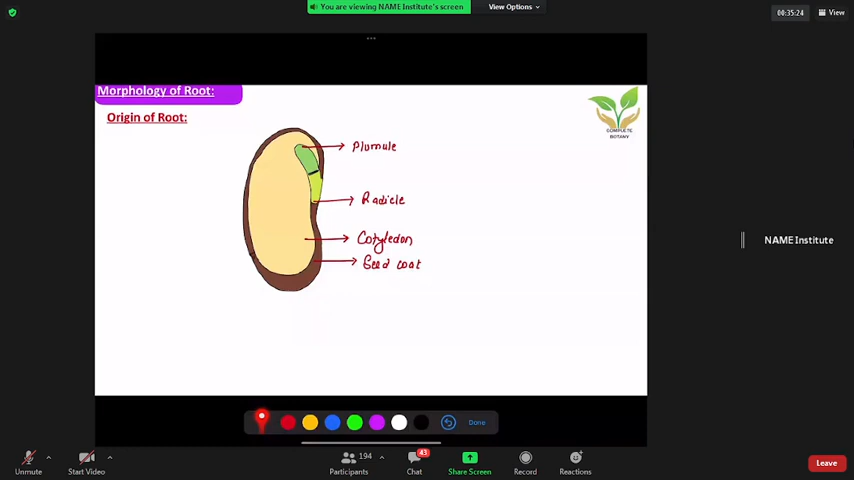 You are viewing NAME Institute's screen
View Options
00:35:24
View
Morphology of Root:
Origin of Root:
COMPLETE
BOTANY
Plumule
Radicle
Cotyledon
Seed coat
NAME Institute
Done
Unmute
Start Video
194
Participants
43
Chat
Share Screen
Record
Reactions
Leave